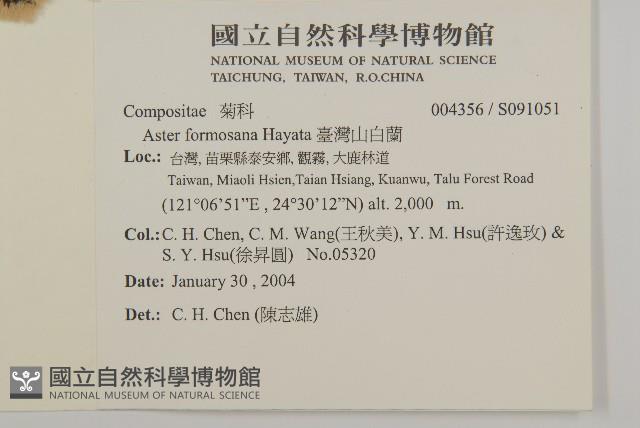 國立自然科學博物館
NATIONAL MUSEUM OF NATURAL SCIENCE
TAICHUNG, TAIWAN, R.O.CHINA
Compositae 菊科 004356 / S091051
Aster formosana Hayata 臺灣山白蘭
Loc.: 台灣, 苗栗縣泰安鄉, 觀霧, 大鹿林道
Taiwan, Miaoli Hsien,Taian Hsiang, Kuanwu, Talu Forest Road
(121°06’51”E , 24°30’12”N) alt. 2,000 m.
Col.: C. H. Chen, C. M. Wang(王秋美), Y. M. Hsu(許逸玫) &
S. Y. Hsu(徐昇圓) No.05320
Date: January 30 , 2004
Det.: C. H. Chen (陳志雄)
國立自然科學博物館
NATIONAL MUSEUM OF NATURAL SCIENCE